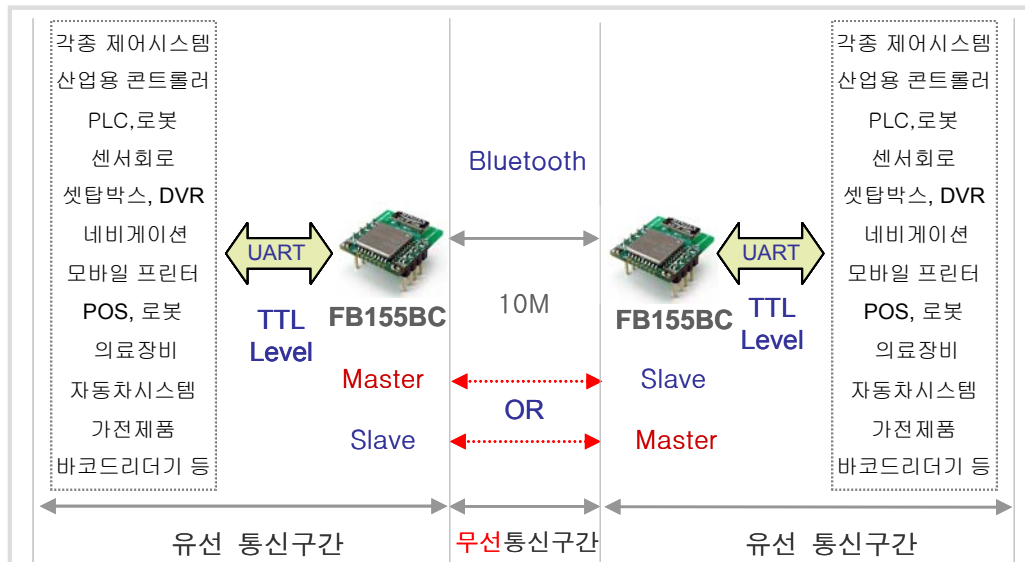 각종 제어시스템
산업용 콘트롤러
PLC,로봇
센서회로
셋탑박스, DVR
네비게이션
모바일 프린터
POS, 로봇
의료장비
자동차시스템
가전제품
바코드리더기 등
UART
TTL
Level
FB155BC
Master
Slave
Bluetooth
10M
OR
FB155BC
Slave
Master
UART
TTL
Level
각종 제어시스템
산업용 콘트롤러
PLC,로봇
센서회로
셋탑박스, DVR
네비게이션
모바일 프린터
POS, 로봇
의료장비
자동차시스템
가전제품
바코드리더기 등
유선 통신구간
무선통신구간
유선 통신구간